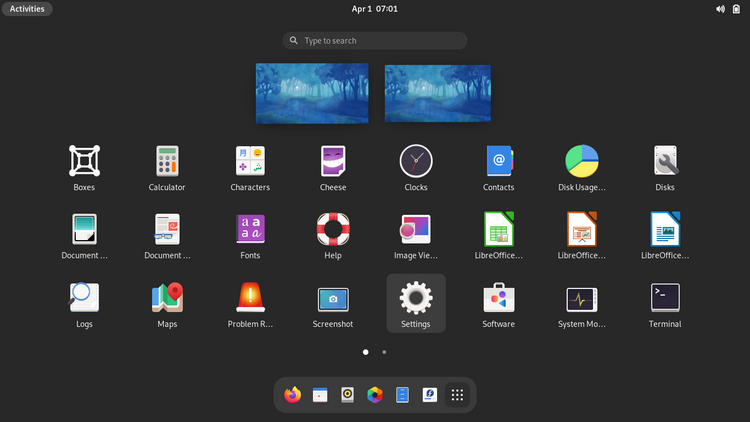 Activities
Apr 1 07:01
Type to search
Boxes
Calculator
Characters
Cheese
Clocks
Contacts
Disk Usage...
Disks
Document ...
Document ...
Fonts
Help
Image Vie...
LibreOffice...
LibreOffice...
LibreOffice...
Logs
Maps
Problem R...
Screenshot
Settings
Software
System Mo...
Terminal